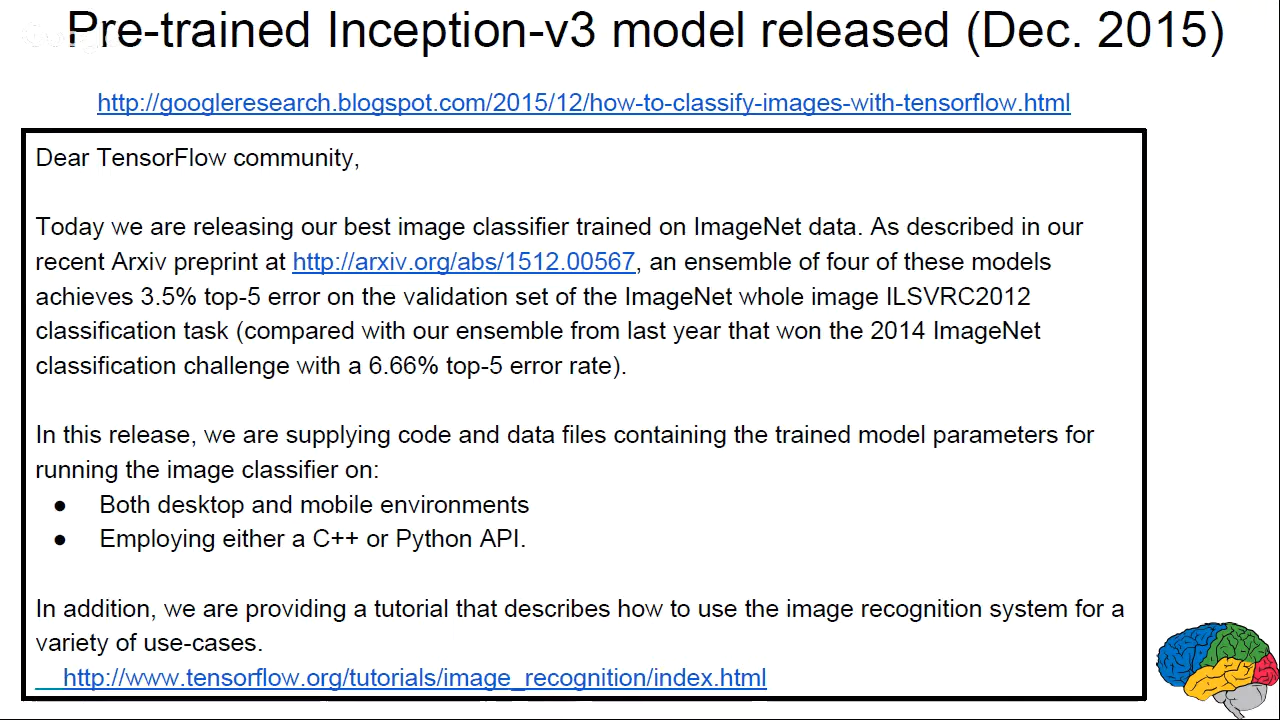 Pre-trained Inception-v3 model released (Dec. 2015)
http://googleresearch.blogspot.com/2015/12/how-to-classify-images-with-tensorflow.html
Dear TensorFlow community,
Today we are releasing our best image classifier trained on ImageNet data. As described in our
recent Arxiv preprint at http://arxiv.org/abs/1512.00567, an ensemble of four of these models
achieves 3.5% top-5 error on the validation set of the ImageNet whole image ILSVRC2012
classification task (compared with our ensemble from last year that won the 2014 ImageNet
classification challenge with a 6.66% top-5 error rate).
In this release, we are supplying code and data files containing the trained model parameters for
running the image classifier on:
● Both desktop and mobile environments
● Employing either a C++ or Python API.
In addition, we are providing a tutorial that describes how to use the image recognition system for a
variety of use-cases.
http://www.tensorflow.org/tutorials/image_recognition/index.html